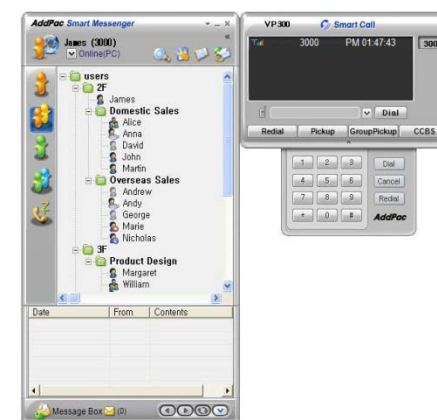 AddPac Smart Messenger
James (3000)
Online(PC)
users
2F
James
Domestic Sales
Alice
Anna
David
John
Martin
Overseas Sales
Andrew
Andy
George
Marie
Nicholas
3F
Product Design
Margaret
William
Date From Contents
Message Box (0)
VP300 Smart Call
Tel 3000 PM 01:47:43
300
Dial
Redial Pickup GroupPickup CCBS
1 2 3 Dial
4 5 6 Cancel
7 8 9 Redial
* 0 # AddPac